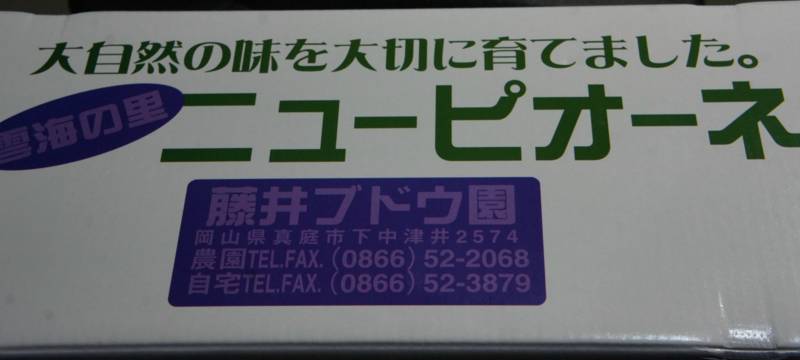 大自然の味を大切に育てました。
雲海の里
ニューピオーネ
藤井ブドウ園
岡山県真庭市下中津井2574
農園TEL.FAX.(0866)52-2068
自宅TEL.FAX.(0866)52-3879